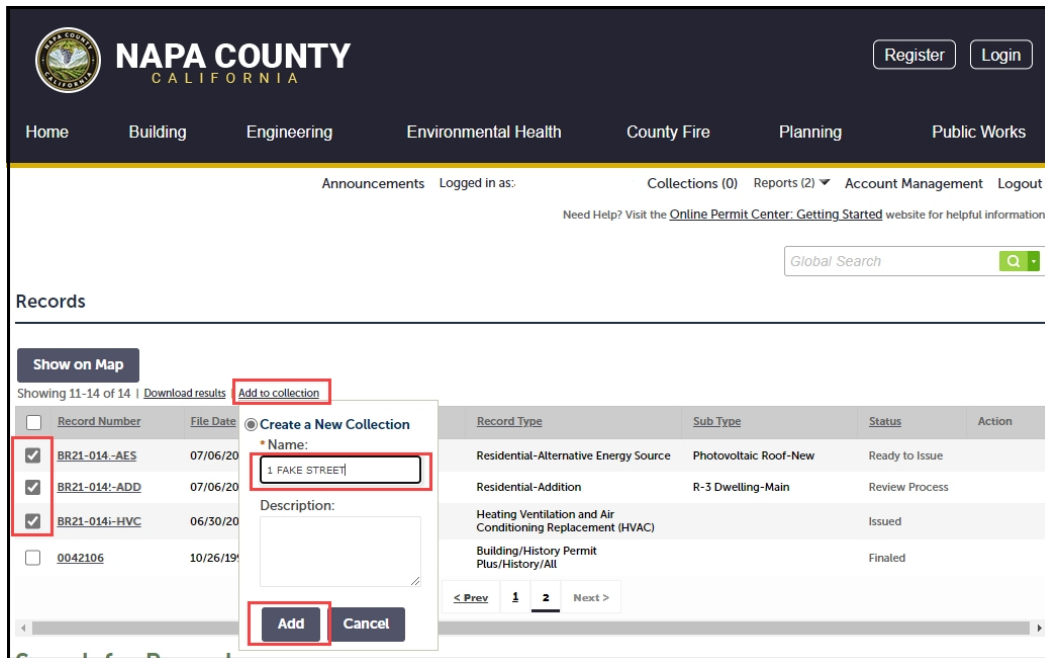 NAPA COUNTY
CALIFORNIA
Register Login
Home Building Engineering Environmental Health County Fire Planning Public Works
Announcements Logged in as: Collections (0) Reports (2) Account Management Logout
Need Help? Visit the Online Permit Center: Getting Started website for helpful information
Global Search
Records
Show on Map
Showing 11-14 of 14 | Download results | Add to collection
Record Number File Date Record Type Sub Type Status Action
Create a New Collection
* Name:
1 FAKE STREET
Description:
Add Cancel
BR21-014.-AES 07/06/20 Residential-Alternative Energy Source Photovoltaic Roof-New Ready to Issue
BR21-014!-ADD 07/06/20 Residential-Addition R-3 Dwelling-Main Review Process
BR21-014i-HVC 06/30/20 Heating Ventilation and Air
Conditioning Replacement (HVAC) Issued
0042106 10/26/19 Building/History Permit
Plus/History/All Finaled
< Prev 1 2 Next >